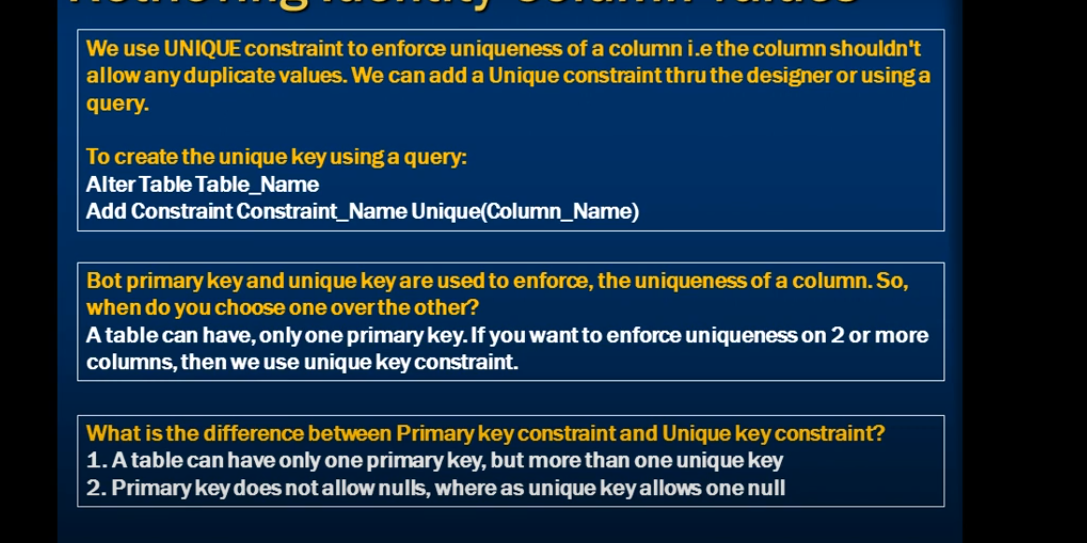 Retrieving Identity Column Values
We use UNIQUE constraint to enforce uniqueness of a column i.e the column shouldn't
allow any duplicate values. We can add a Unique constraint thru the designer or using a
query.
To create the unique key using a query:
Alter Table Table_Name
Add Constraint Constraint_Name Unique(Column_Name)
Bot primary key and unique key are used to enforce, the uniqueness of a column. So,
when do you choose one over the other?
A table can have, only one primary key. If you want to enforce uniqueness on 2 or more
columns, then we use unique key constraint.
What is the difference between Primary key constraint and Unique key constraint?
1. A table can have only one primary key, but more than one unique key
2. Primary key does not allow nulls, where as unique key allows one null